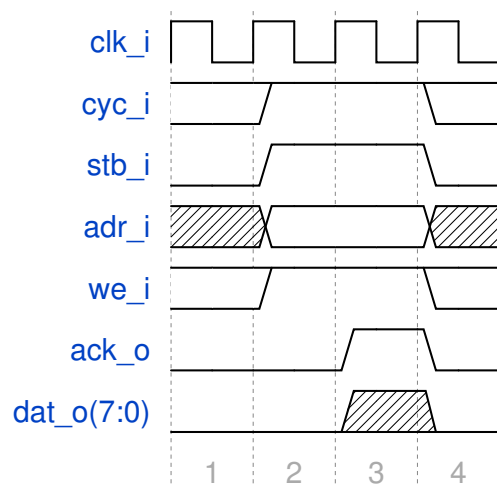 clk_i
cyc_i
stb_i
adr_i
we_i
ack_o
dat_o(7:0)
1 2 3 4